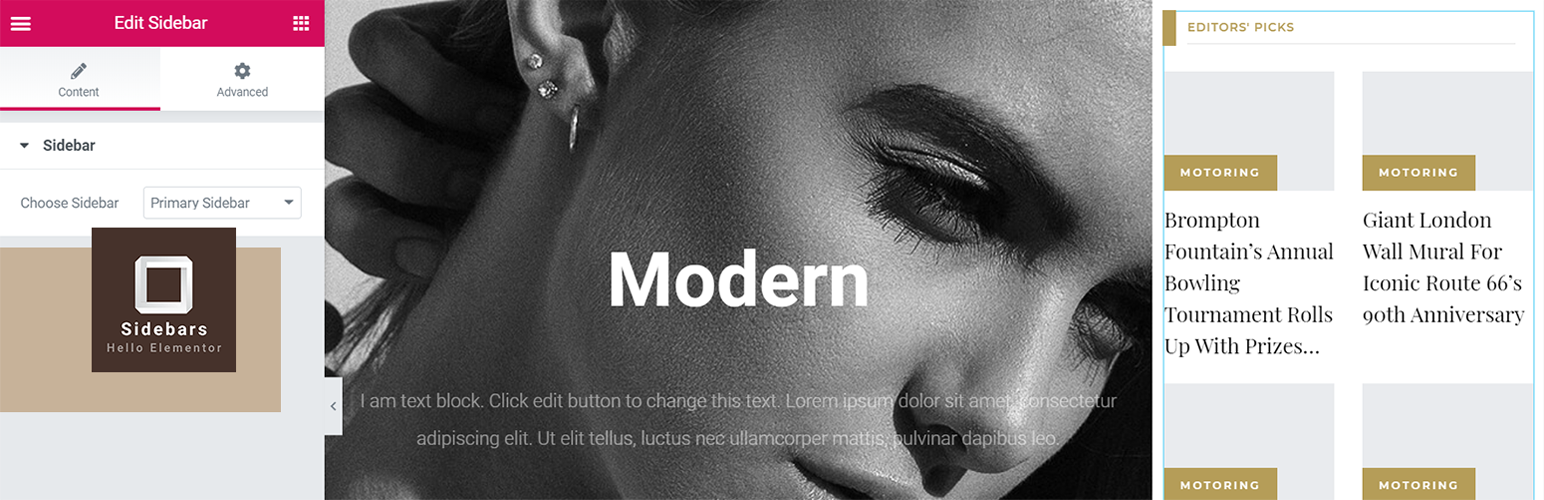 Edit Sidebar
Content
Advanced
Sidebar
Choose Sidebar
Primary Sidebar
Sidebars
Hello Elementor
Modern
I am text block. Click edit button to change this text. Lorem ipsum dolor sit amet, consectetur
adipiscing elit. Ut elit tellus, luctus nec ullamcorper mattis, pulvinar dapibus leo.
EDITORS' PICKS
MOTORING
Brompton
Fountain’s Annual
Bowling
Tournament Rolls
Up With Prizes…
MOTORING
Giant London
Wall Mural For
Iconic Route 66’s
90th Anniversary
MOTORING
MOTORING